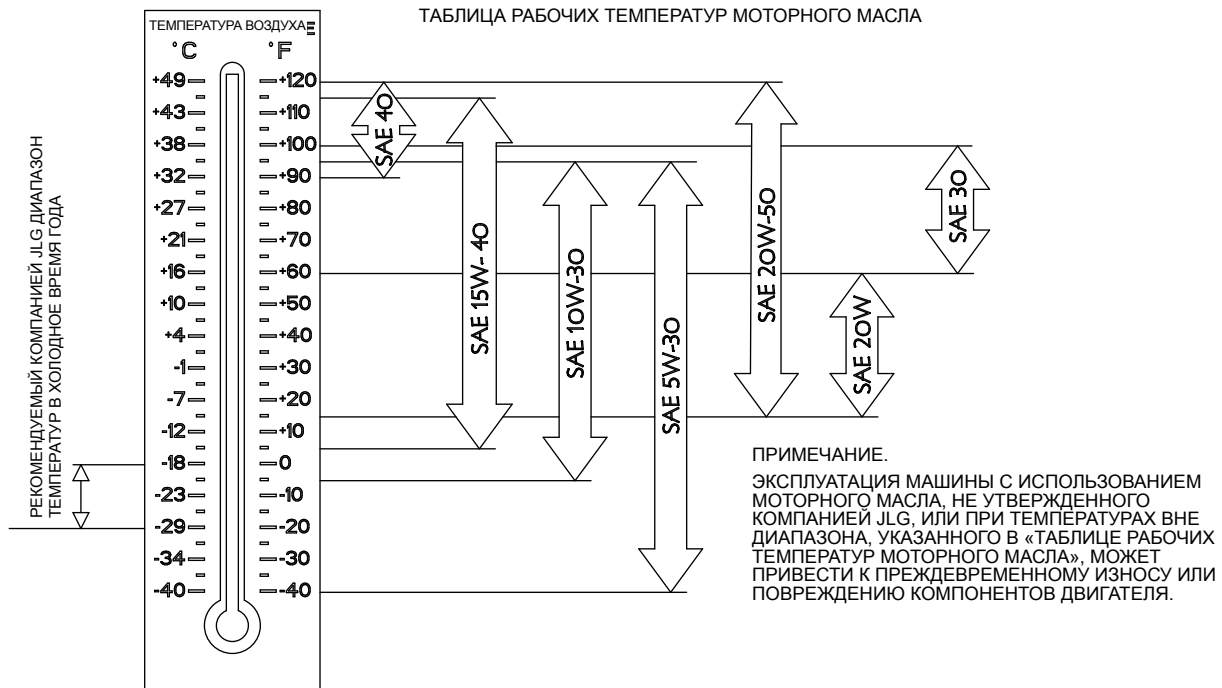 ТАБЛИЦА РАБОЧИХ ТЕМПЕРАТУР МОТОРНОГО МАСЛА
ТЕМПЕРАТУРА ВОЗДУХА
°C °F
+49 +120
+43 +110
+38 +100
+32 +90
+27 +80
+21 +70
+16 +60
+10 +50
+4 +40
-1 +30
-7 +20
-12 +10
-18 0
-23 -10
-29 -20
-34 -30
-40 -40
РЕКОМЕНДУЕМЫЙ КОМПАНИЕЙ JLG ДИАПАЗОН
ТЕМПЕРАТУР В ХОЛОДНОЕ ВРЕМЯ ГОДА
SAE 40
SAE 15W-40
SAE 10W-30
SAE 5W-30
SAE 20W-50
SAE 20W
SAE 30
ПРИМЕЧАНИЕ.
ЭКСПЛУАТАЦИЯ МАШИНЫ С ИСПОЛЬЗОВАНИЕМ
МОТОРНОГО МАСЛА, НЕ УТВЕРЖДЕННОГО
КОМПАНИЕЙ JLG, ИЛИ ПРИ ТЕМПЕРАТУРАХ ВНЕ
ДИАПАЗОНА, УКАЗАННОГО В «ТАБЛИЦЕ РАБОЧИХ
ТЕМПЕРАТУР МОТОРНОГО МАСЛА», МОЖЕТ
ПРИВЕСТИ К ПРЕЖДЕВРЕМЕННОМУ ИЗНОСУ ИЛИ
ПОВРЕЖДЕНИЮ КОМПОНЕНТОВ ДВИГАТЕЛЯ.